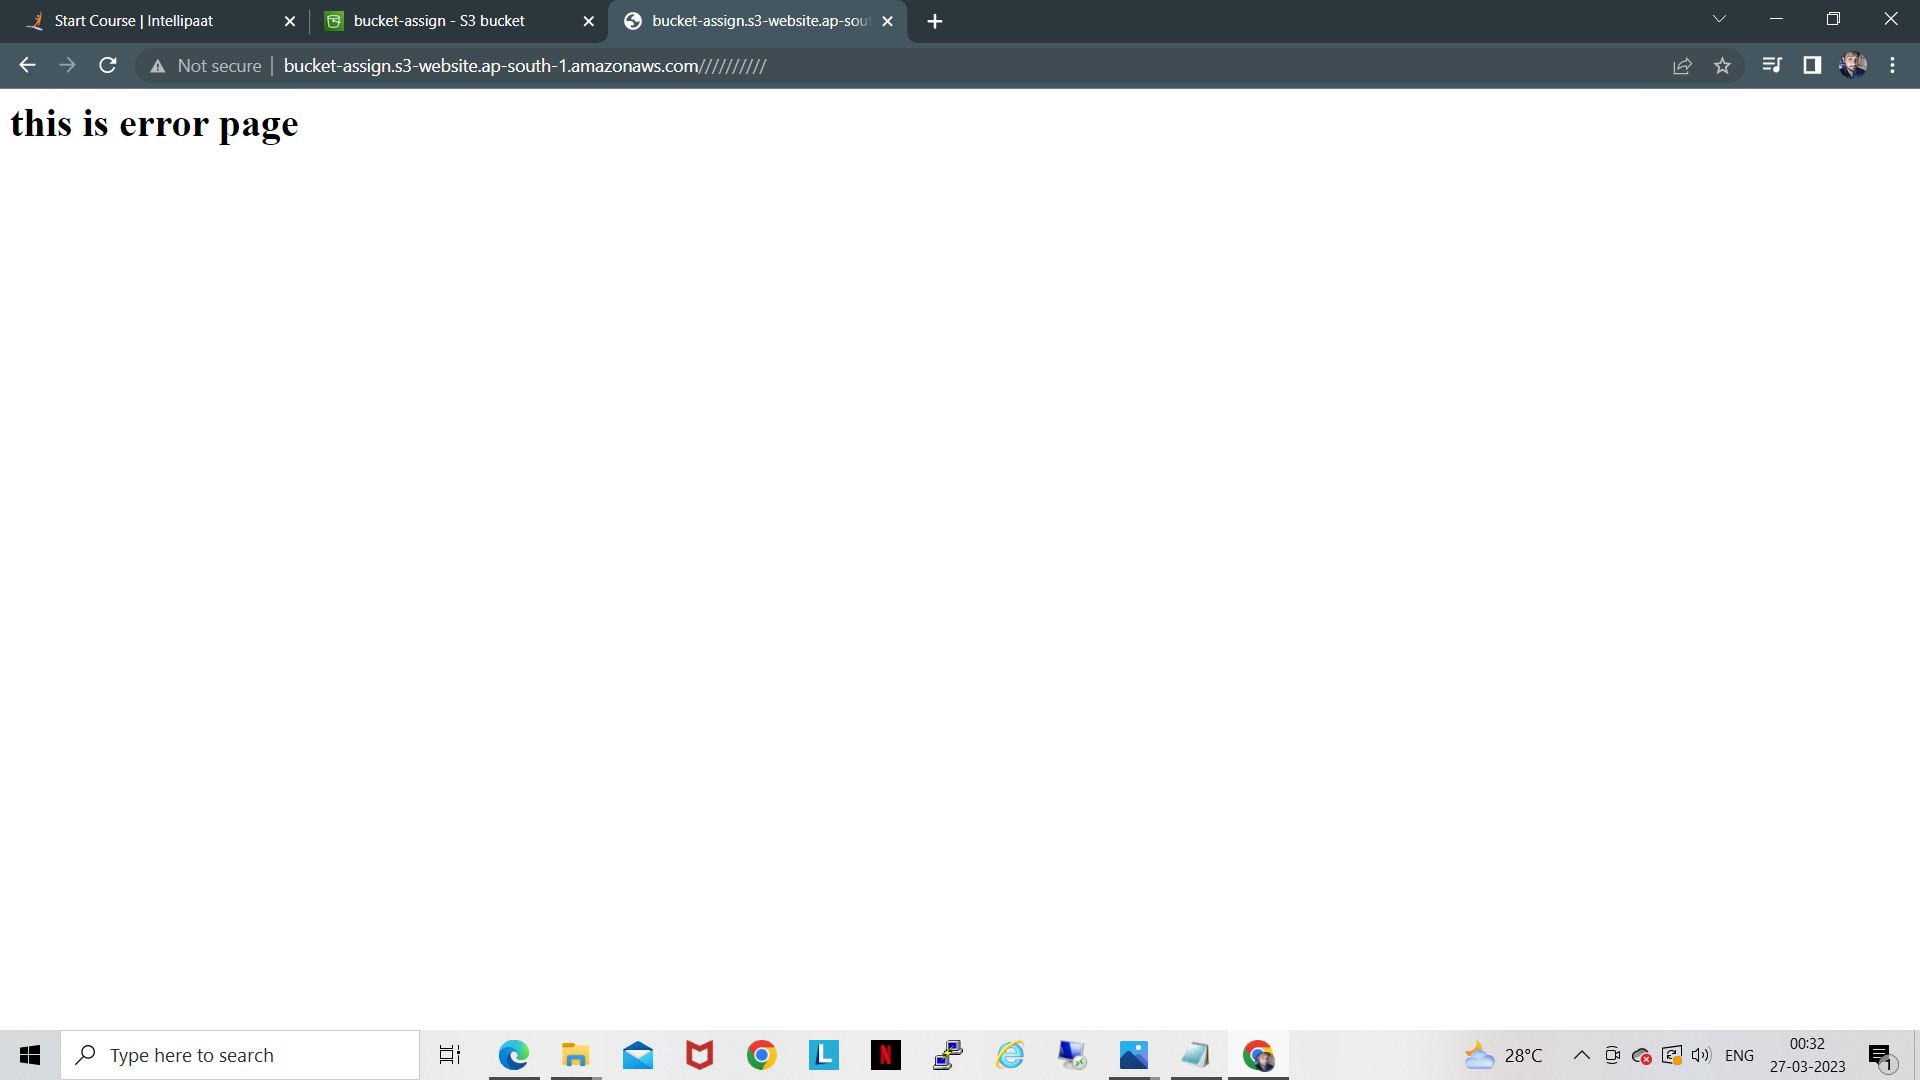 Start Course | Intellipaat
bucket-assign - S3 bucket
bucket-assign.s3-website.ap-sout
Not secure
bucket-assign.s3-website.ap-south-1.amazonaws.com//////////
this is error page
Type here to search
L
N
28°C
ENG
00:32
27-03-2023
1